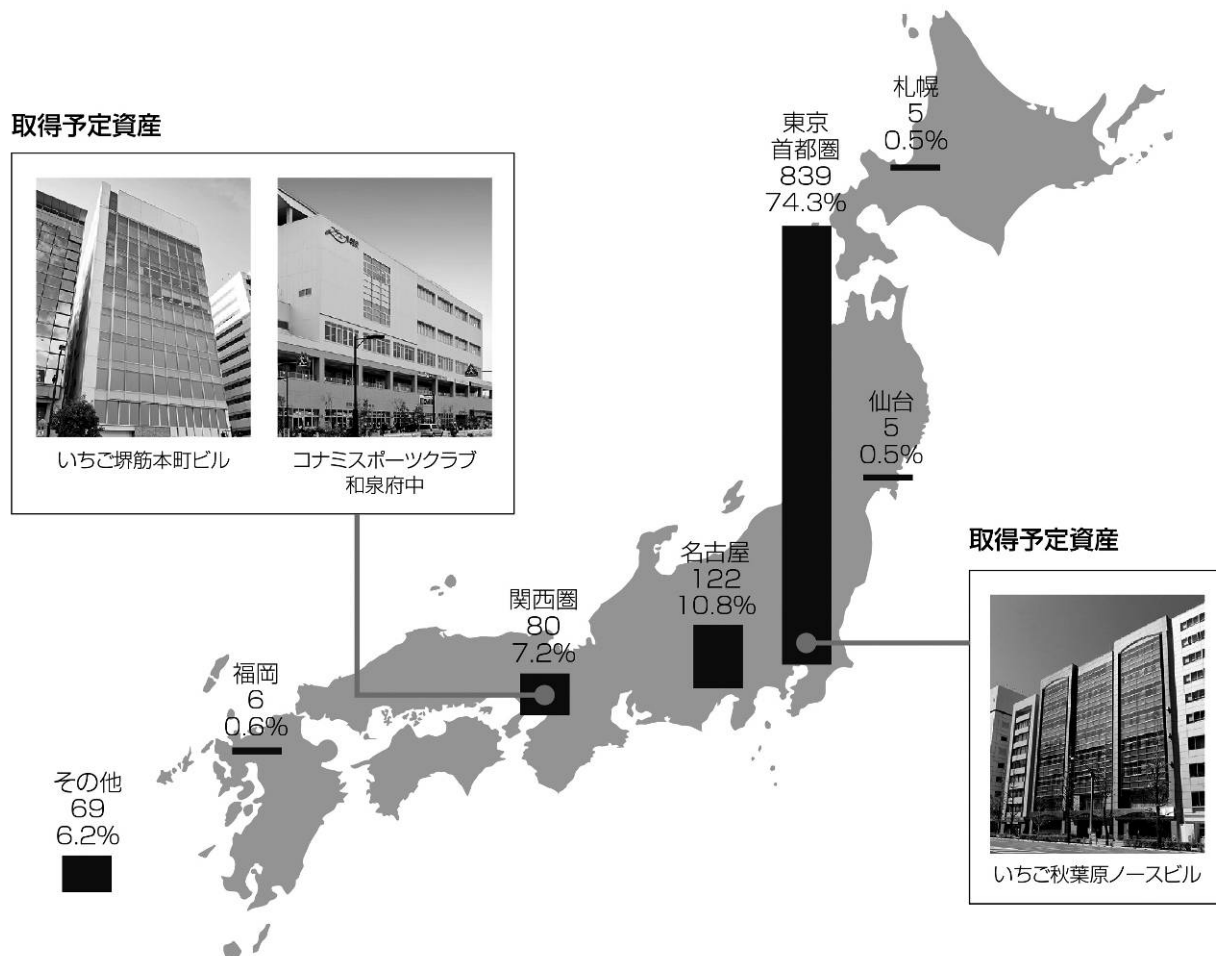 取得予定資産
いちご堺筋本町ビル
コナミスポーツクラブ
和泉府中
札幌
5
0.5%
東京
首都圏
839
74.3%
仙台
5
0.5%
名古屋
122
10.8%
関西圏
80
7.2%
福岡
6
0.6%
その他
69
6.2%
取得予定資産
いちご秋葉原ノースビル